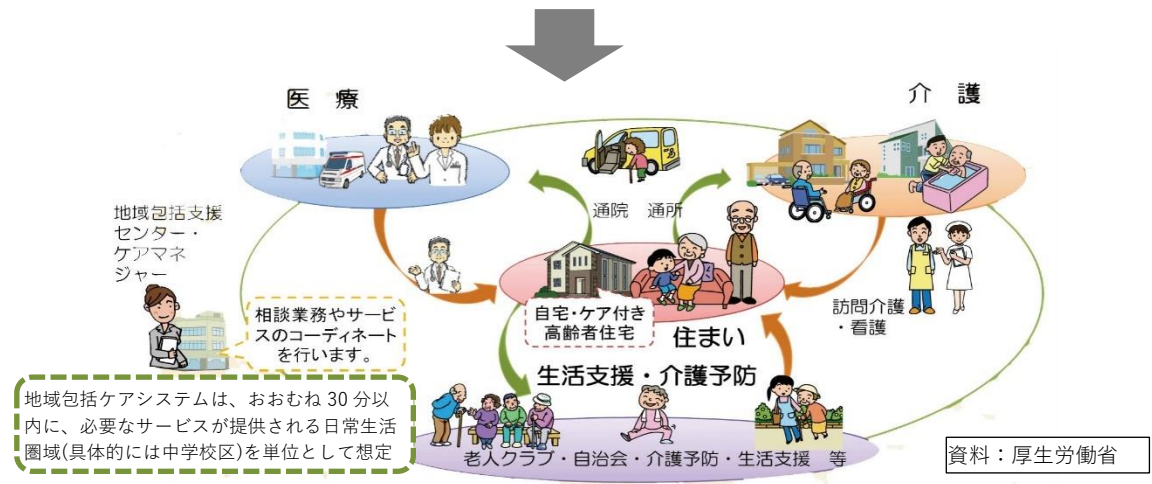 医 療
介 護
通院 通所
地域包括支援
センター・
ケアマネ
ジャー
相談業務やサービ
スのコーディネート
を行います。
自宅・ケア付き
高齢者住宅
住まい
訪問介護
・看護
生活支援・介護予防
地域包括ケアシステムは、おおむね 30 分以
内に、必要なサービスが提供される日常生活
圏域(具体的には中学校区)を単位として想定
老人クラブ・自治会・介護予防・生活支援 等
資料：厚生労働省